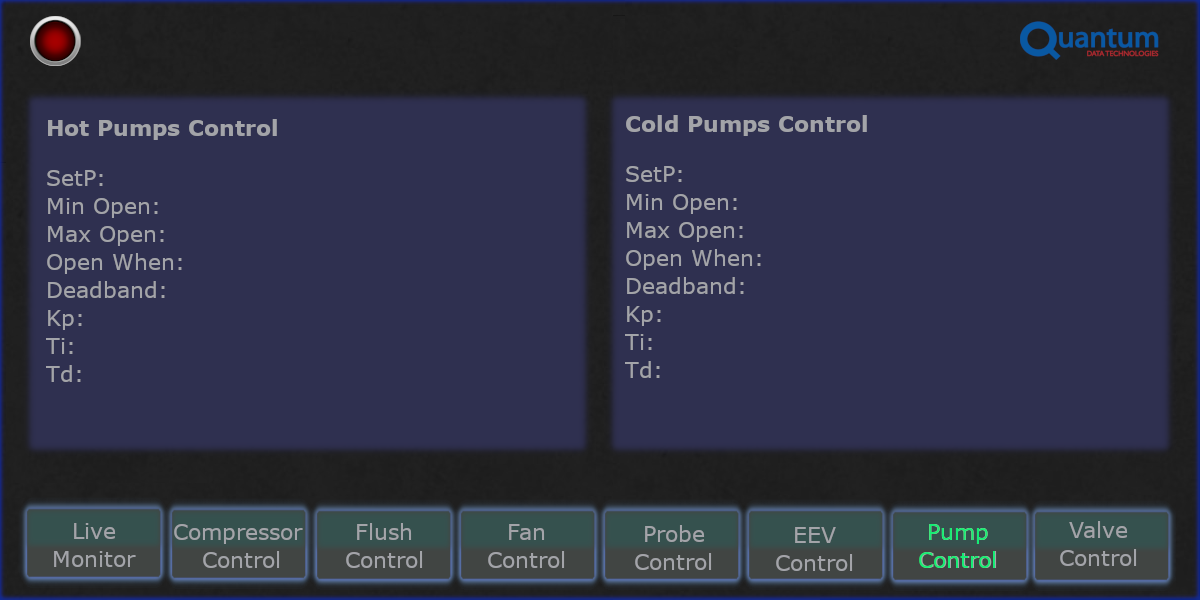 Quantum
DATA TECHNOLOGIES
Hot Pumps Control
SetP:
Min Open:
Max Open:
Open When:
Deadband:
Kp:
Ti:
Td:
Cold Pumps Control
SetP:
Min Open:
Max Open:
Open When:
Deadband:
Kp:
Ti:
Td:
Live
Monitor
Compressor
Control
Flush
Control
Fan
Control
Probe
Control
EEV
Control
Pump
Control
Valve
Control